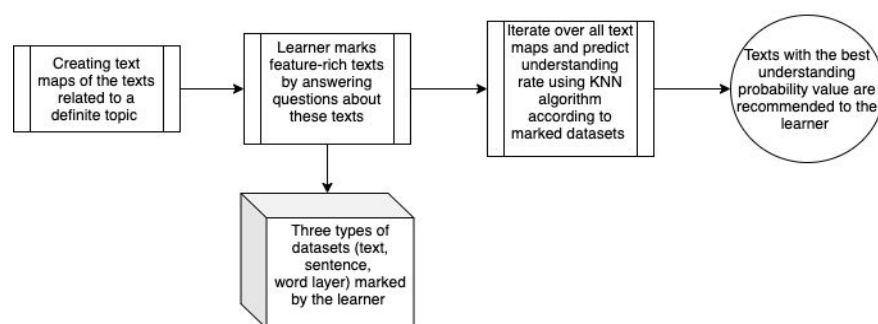 Creating text
maps of the texts
related to a
definite topic
Learner marks
feature-rich texts
by answering
questions about
these texts
Iterate over all text
maps and predict
understanding
rate using KNN
algorithm
according to
marked datasets
Texts with the best
understanding
probability value are
recommended to the
learner
Three types of
datasets (text,
sentence,
word layer) marked
by the learner